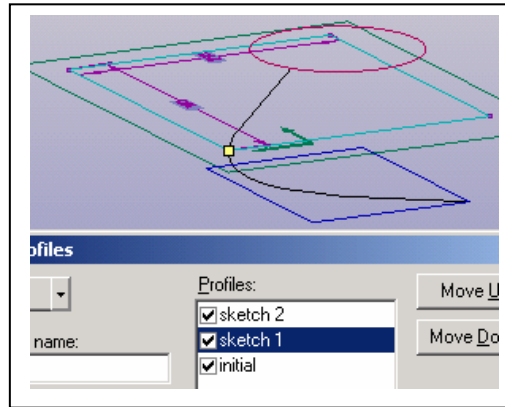 ofiles
Profiles:
Move U
sketch 2
sketch 1
Move Do
name:
initial